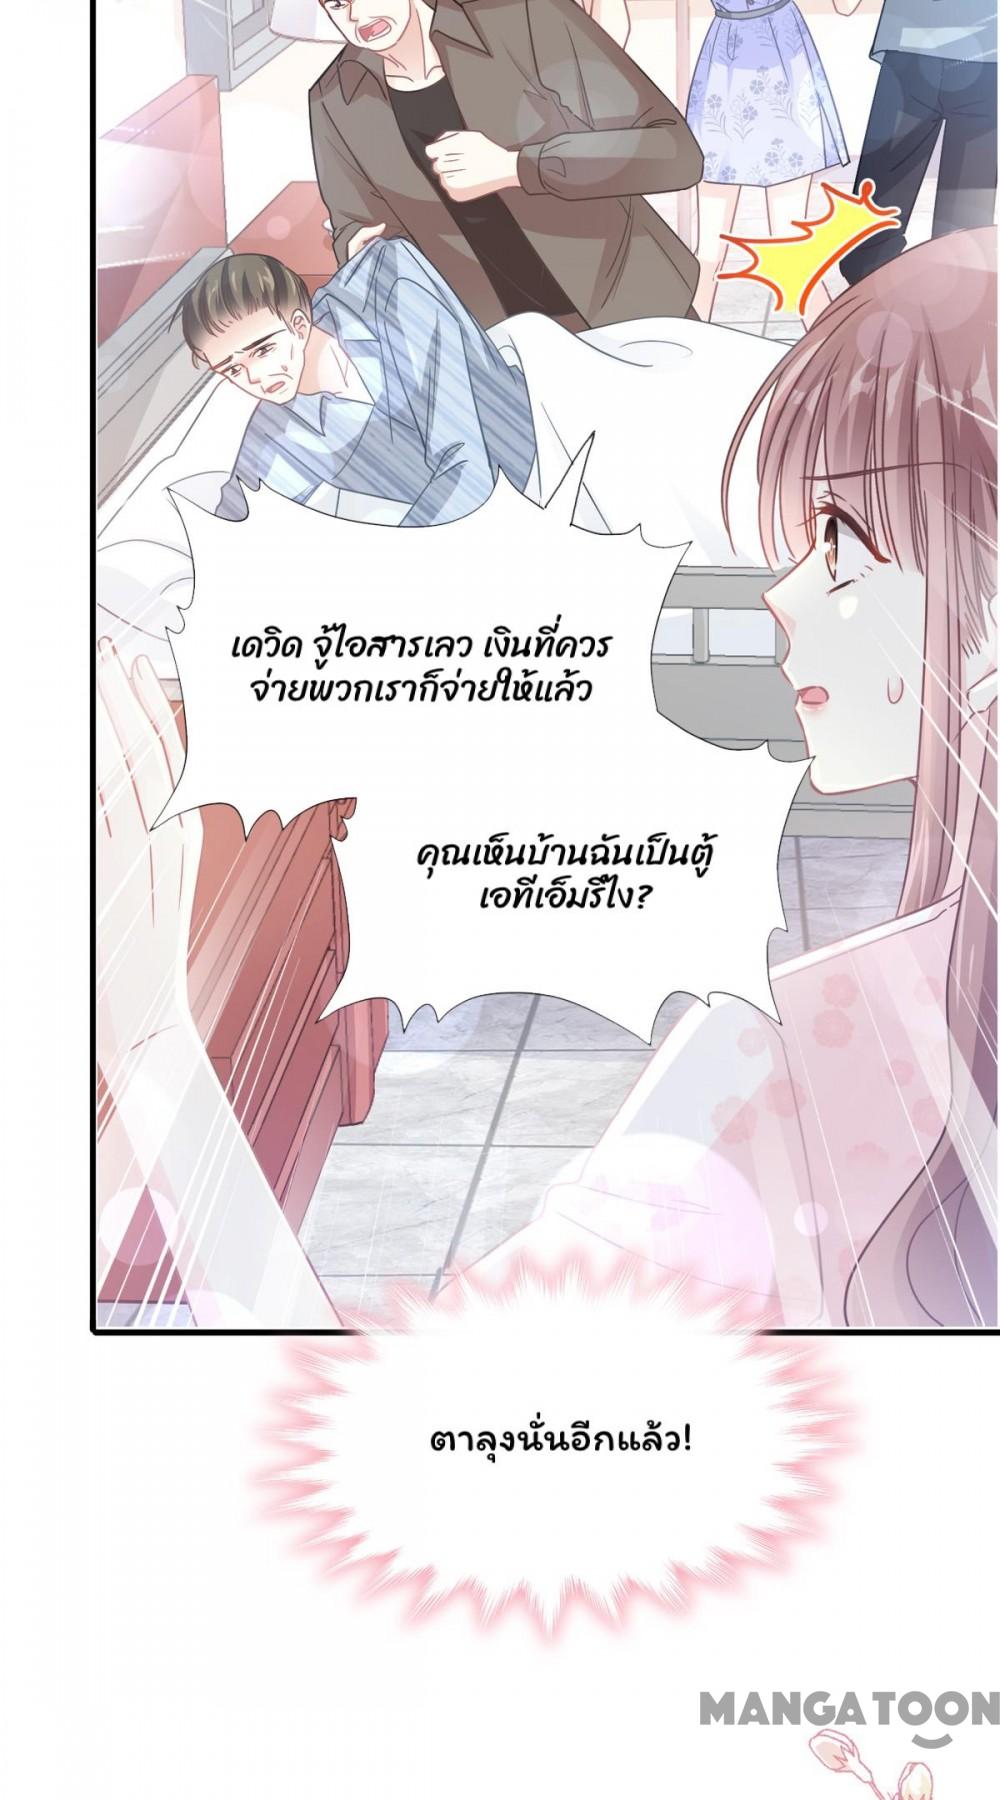 เดวิด จู้ไอสารเลว เงินที่ควร
จ่ายพวกเราก็จ่ายให้แล้ว
คุณเห็นบ้านฉันเป็นตู้
เอทีเอ็มรึไง?
ตาลุงนั่นอีกแล้ว!
MANGATOON